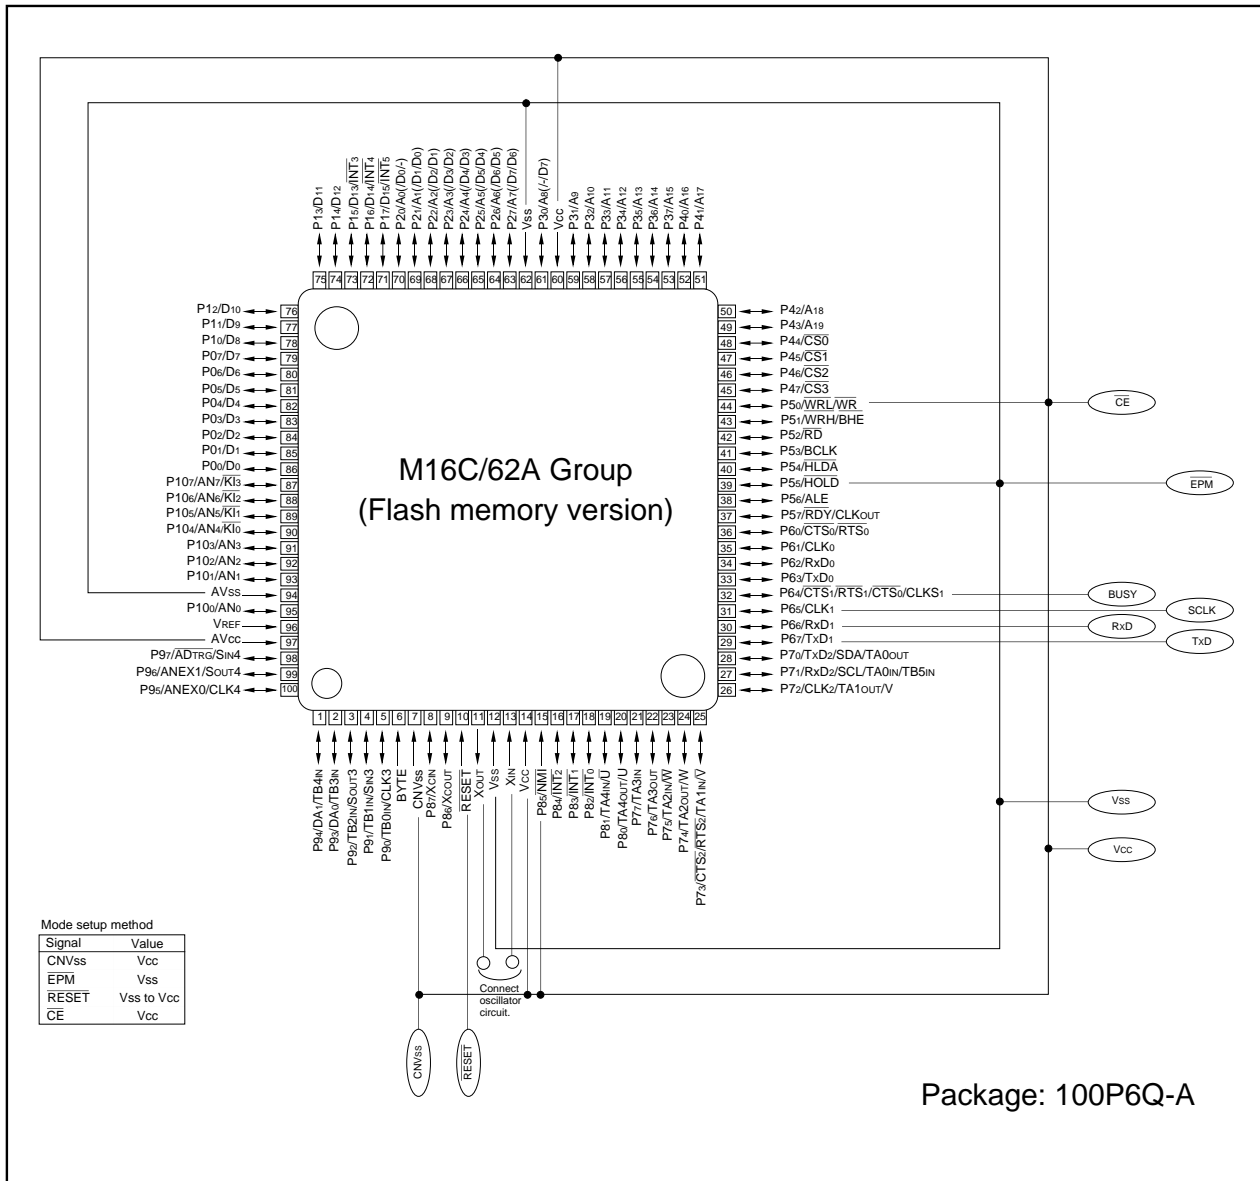 P13/D11
P14/D12
P15/D13/INT3
P16/D14/INT4
P17/D15/INT5
P20/A0(/D0/-)
P21/A1(/D1/D0)
P22/A2(/D2/D1)
P23/A3(/D3/D2)
P24/A4(/D4/D3)
P25/A5(/D5/D4)
P26/A6(/D6/D5)
P27/A7(/D7/D6)
Vss
P30/A8(/-/D7)
Vcc
P31/A9
P32/A10
P33/A11
P34/A12
P35/A13
P36/A14
P37/A15
P40/A16
P41/A17
75 74 73 72 71 70 69 68 67 66 65 64 63 62 61 60 59 58 57 56 55 54 53 52 51
P12/D10 76
P11/D9 77
P10/D8 78
P07/D7 79
P06/D6 80
P05/D5 81
P04/D4 82
P03/D3 83
P02/D2 84
P01/D1 85
P00/D0 86
P107/AN7/KI3 87
P106/AN6/KI2 88
P105/AN5/KI1 89
P104/AN4/KI0 90
P103/AN3 91
P102/AN2 92
P101/AN1 93
AVss 94
P100/AN0 95
VREF 96
AVcc 97
P97/ADTRG/SIN4 98
P96/ANEX1/SOUT4 99
P95/ANEX0/CLK4 100
M16C/62A Group
(Flash memory version)
50 P42/A18
49 P43/A19
48 P44/CS0
47 P45/CS1
46 P46/CS2
45 P47/CS3
44 P50/WRL/WR
43 P51/WRH/BHE
42 P52/RD
41 P53/BCLK
40 P54/HLDA
39 P55/HOLD
38 P56/ALE
37 P57/RDY/CLKOUT
36 P60/CTS0/RTS0
35 P61/CLK0
34 P62/RxD0
33 P63/TxD0
32 P64/CTS1/RTS1/CTS0/CLKS1
31 P65/CLK1
30 P66/RxD1
29 P67/TxD1
28 P70/TxD2/SDA/TA0OUT
27 P71/RxD2/SCL/TA0IN/TB5IN
26 P72/CLK2/TA1OUT/V
CE
EPM
BUSY
SCLK
RxD
TxD
Vss
Vcc
1 2 3 4 5 6 7 8 9 10 11 12 13 14 15 16 17 18 19 20 21 22 23 24 25
P94/DA1/TB4IN
P93/DA0/TB3IN
P92/TB2IN/SOUT3
P91/TB1IN/SIN3
P90/TB0IN/CLK3
BYTE
CNVss
P87/XCIN
P86/XCOUT
RESET
XOUT
Vss
XIN
Vcc
P85/NMI
P84/INT2
P83/INT1
P82/INT0
P81/TA4IN/U
P80/TA4OUT/U
P77/TA3IN
P76/TA3OUT
P75/TA2IN/W
P74/TA2OUT/W
P73/CTS2/RTS2/TA1IN/V
Mode setup method
Signal Value
CNVss Vcc
EPM Vss
RESET Vss to Vcc
CE Vcc
Connect
oscillator
circuit.
CNVss
RESET
Package: 100P6Q-A